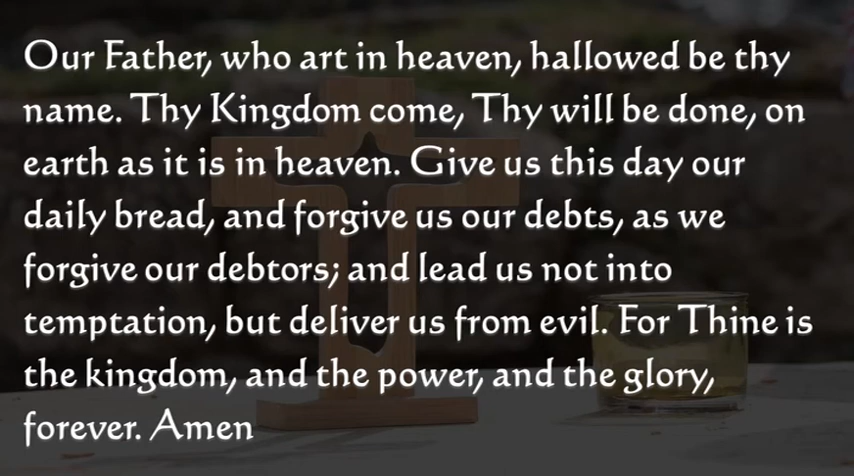 Our Father, who art in heaven, hallowed be thy
name. Thy Kingdom come, Thy will be done, on
earth as it is in heaven. Give us this day our
daily bread, and forgive us our debts, as we
forgive our debtors; and lead us not into
temptation, but deliver us from evil. For Thine is
the kingdom, and the power, and the glory,
forever. Amen